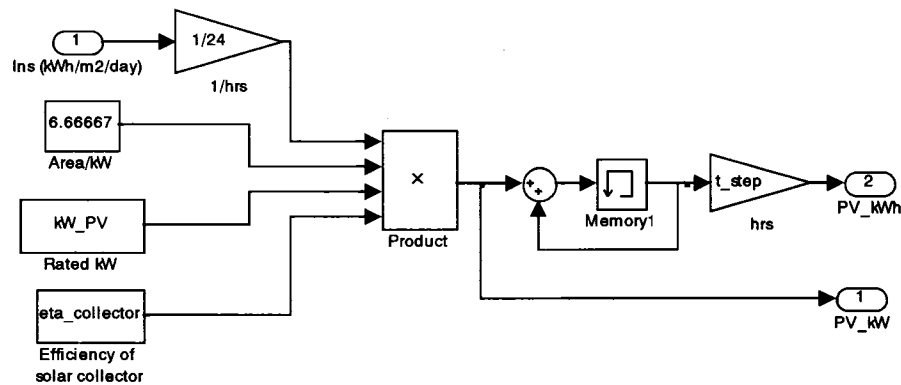 1
Ins (kWh/m2/day)
1/24
1/hrs
6.66667
Area/kW
kW_PV
Rated kW
eta_collector
Efficiency of
solar collector
×
Product
+
+
Memory1
t_step
hrs
2
PV_kWh
1
PV_kW